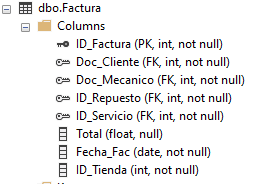 dbo.Factura
Columns
ID_Factura (PK, int, not null)
Doc_Cliente (FK, int, not null)
Doc_Mecanico (FK, int, not null)
ID_Repuesto (FK, int, not null)
ID_Servicio (FK, int, not null)
Total (float, null)
Fecha_Fac (date, not null)
ID_Tienda (int, not null)